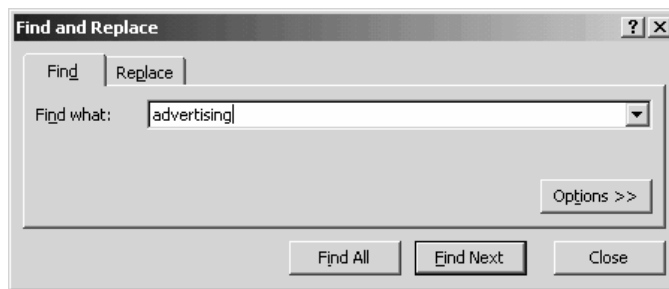 Find and Replace
Find Replace
Find what: advertising
Options >>
Find All Find Next Close